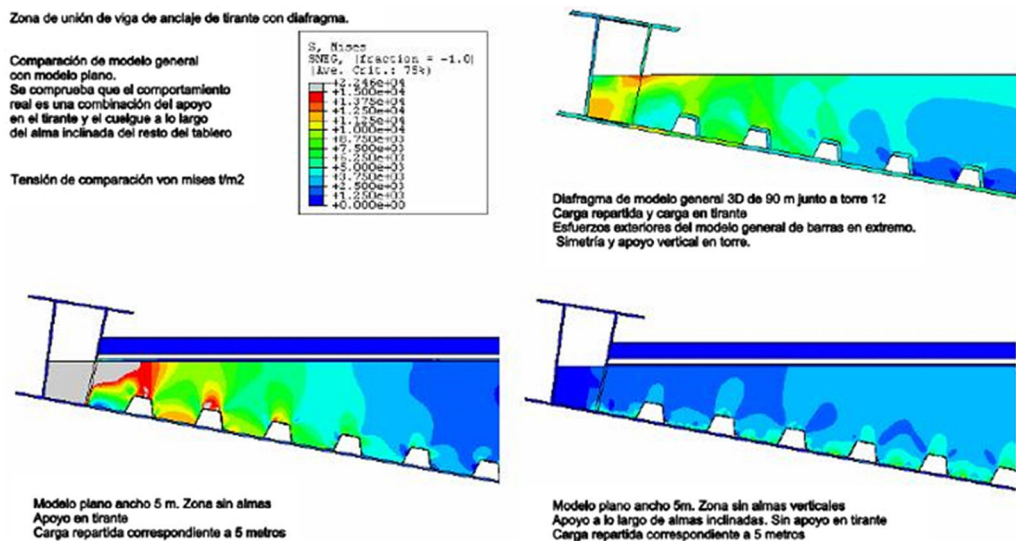 Zona de unión de viga de anclaje de tirante con diafragma.
Comparación de modelo general
con modelo plano.
Se comprueba que el comportamiento
real es una combinación del apoyo
en el tirante y el cuelgue a lo largo
del alma inclinada del resto del tablero
Tensión de comparación von mises t/m2
S, Mises
SNEG, (fraction = -1.0)
(Ave. Crit.: 75%)
+2.246e+04
+1.500e+04
+1.375e+04
+1.250e+04
+1.125e+04
+1.000e+04
+8.750e+03
+7.500e+03
+6.250e+03
+5.000e+03
+3.750e+03
+2.500e+03
+1.250e+03
+0.000e+00
Diafragma de modelo general 3D de 90 m junto a torre 12
Carga repartida y carga en tirante
Esfuerzos exteriores del modelo general de barras en extremo.
Simetría y apoyo vertical en torre.
Modelo plano ancho 5 m. Zona sin almas
Apoyo en tirante
Carga repartida correspondiente a 5 metros
Modelo plano ancho 5m. Zona sin almas verticales
Apoyo a lo largo de almas inclinadas. Sin apoyo en tirante
Carga repartida correspondiente a 5 metros